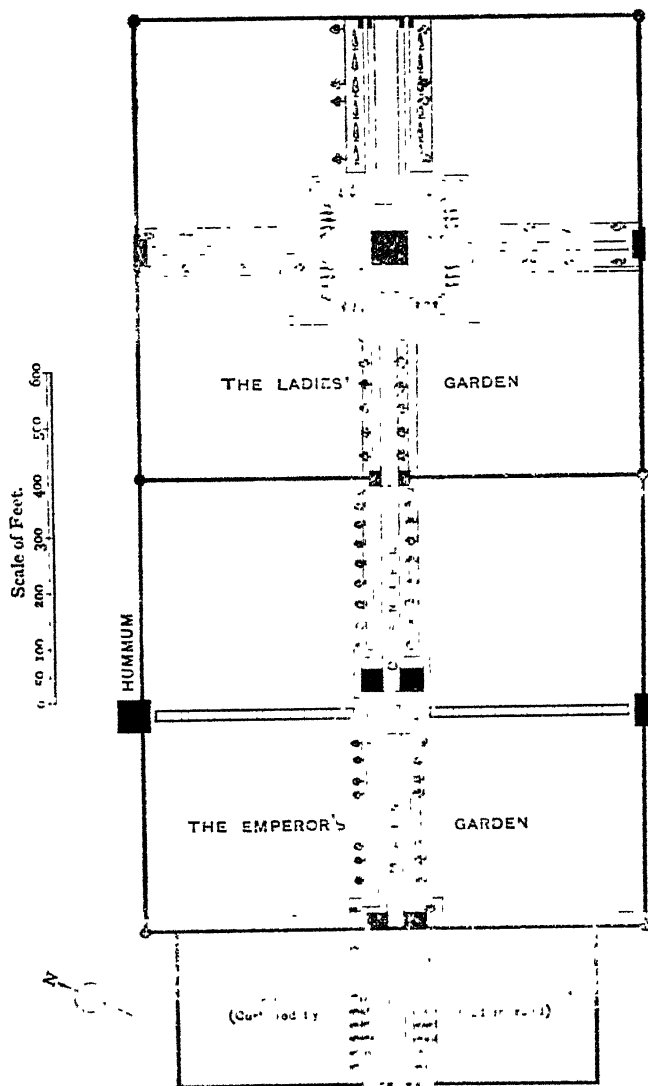 THE LADIES' GARDEN
Scale of Feet.
0 50 100 200 300 400 500 600
HUMMUM
THE EMPEROR'S GARDEN
N